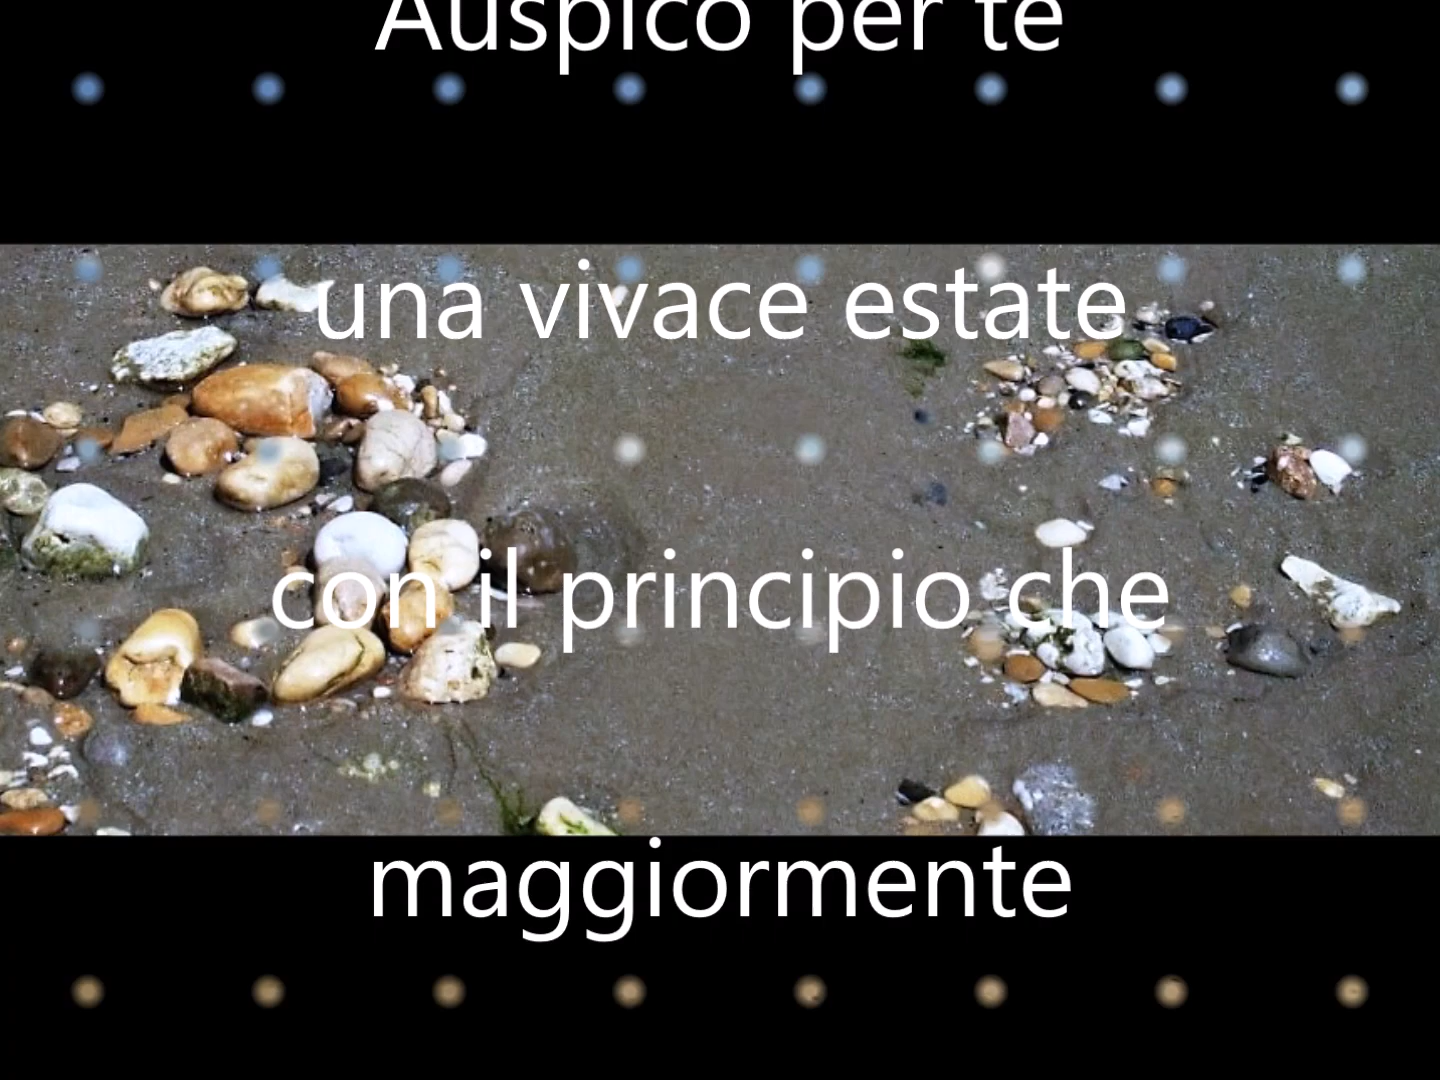 Auspico per te
una vivace estate
con il principio che
maggiormente